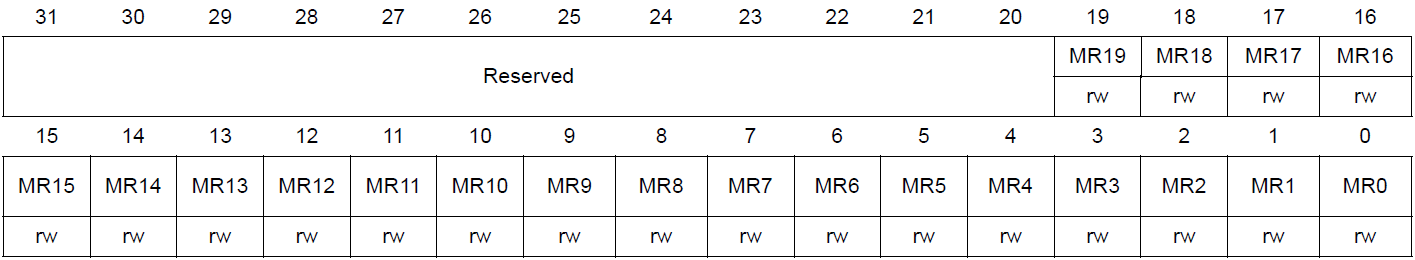 31 30 29 28 27 26 25 24 23 22 21 20 19 18 17 16
Reserved MR19 MR18 MR17 MR16
rw rw rw rw
15 14 13 12 11 10 9 8 7 6 5 4 3 2 1 0
MR15 MR14 MR13 MR12 MR11 MR10 MR9 MR8 MR7 MR6 MR5 MR4 MR3 MR2 MR1 MR0
rw rw rw rw rw rw rw rw rw rw rw rw rw rw rw rw